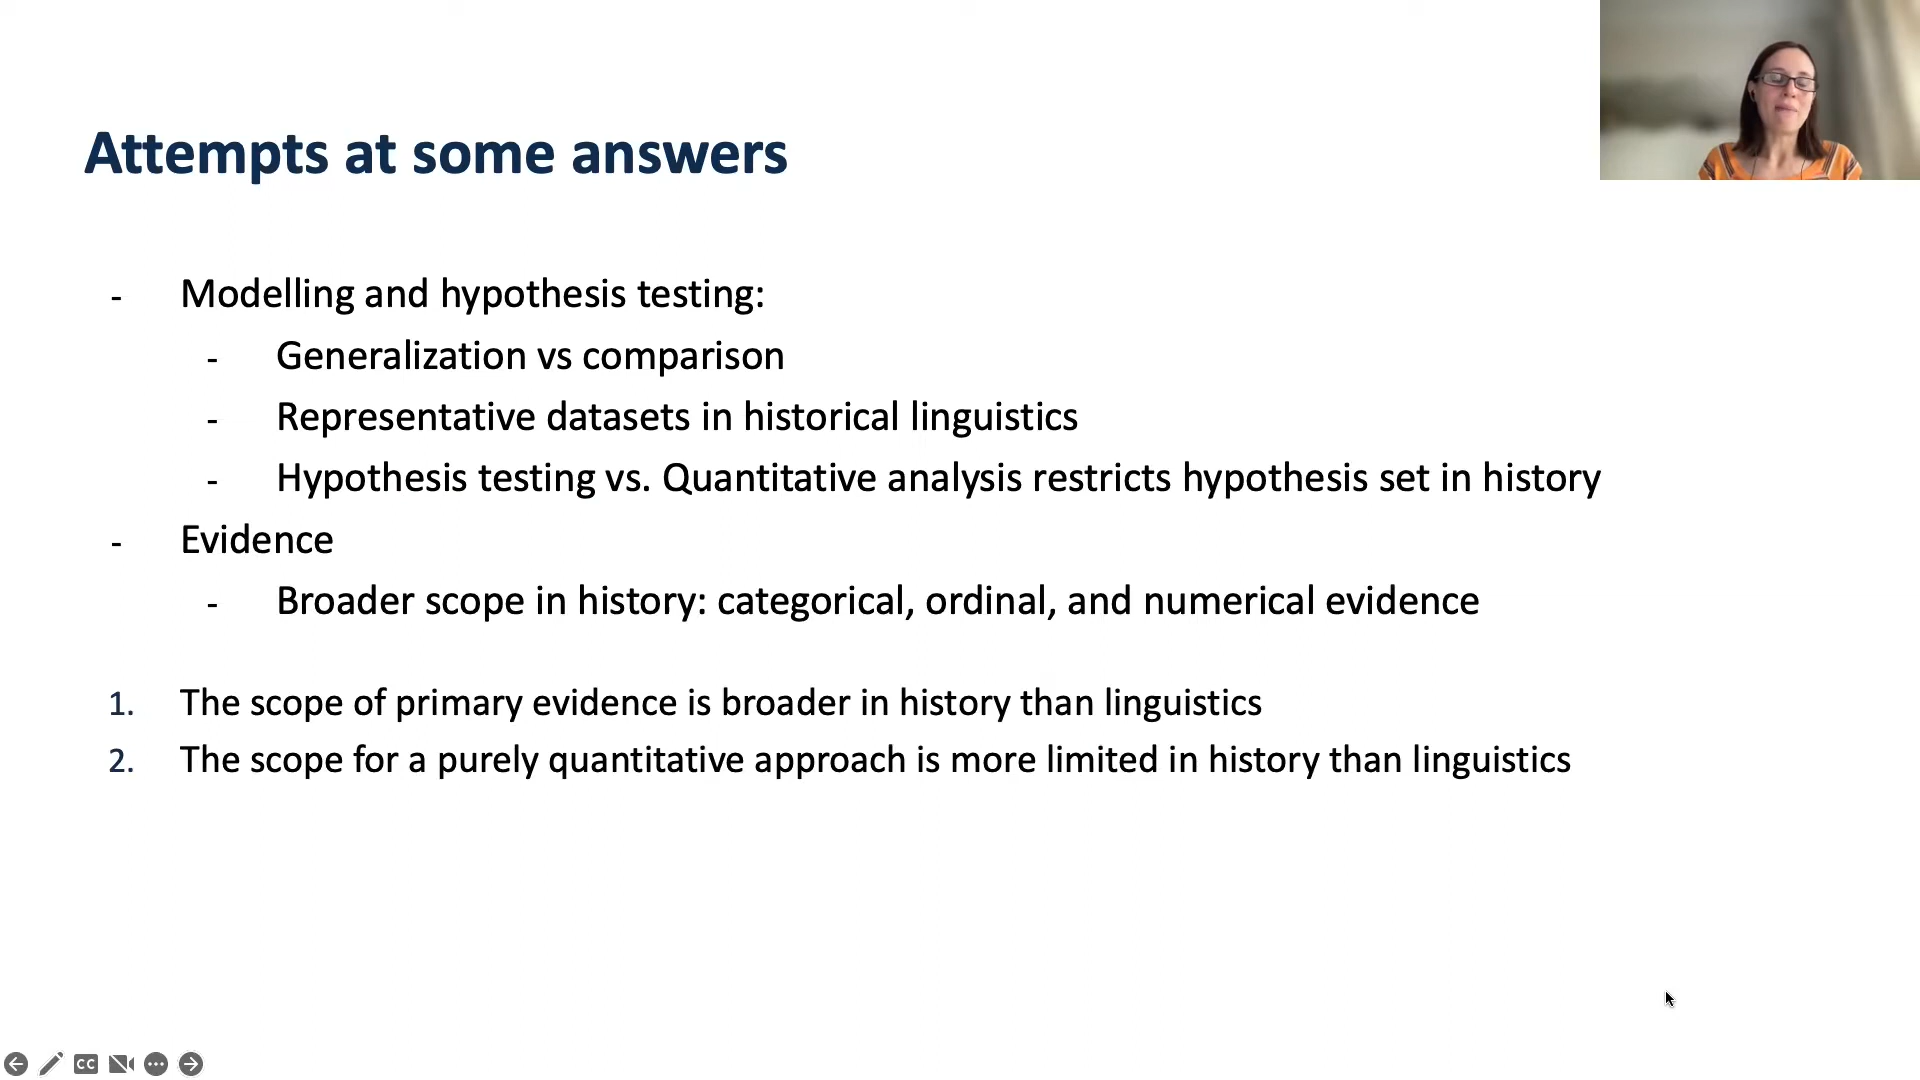 Attempts at some answers
- Modelling and hypothesis testing:
- Generalization vs comparison
- Representative datasets in historical linguistics
- Hypothesis testing vs. Quantitative analysis restricts hypothesis set in history
- Evidence
- Broader scope in history: categorical, ordinal, and numerical evidence
1. The scope of primary evidence is broader in history than linguistics
2. The scope for a purely quantitative approach is more limited in history than linguistics
CC